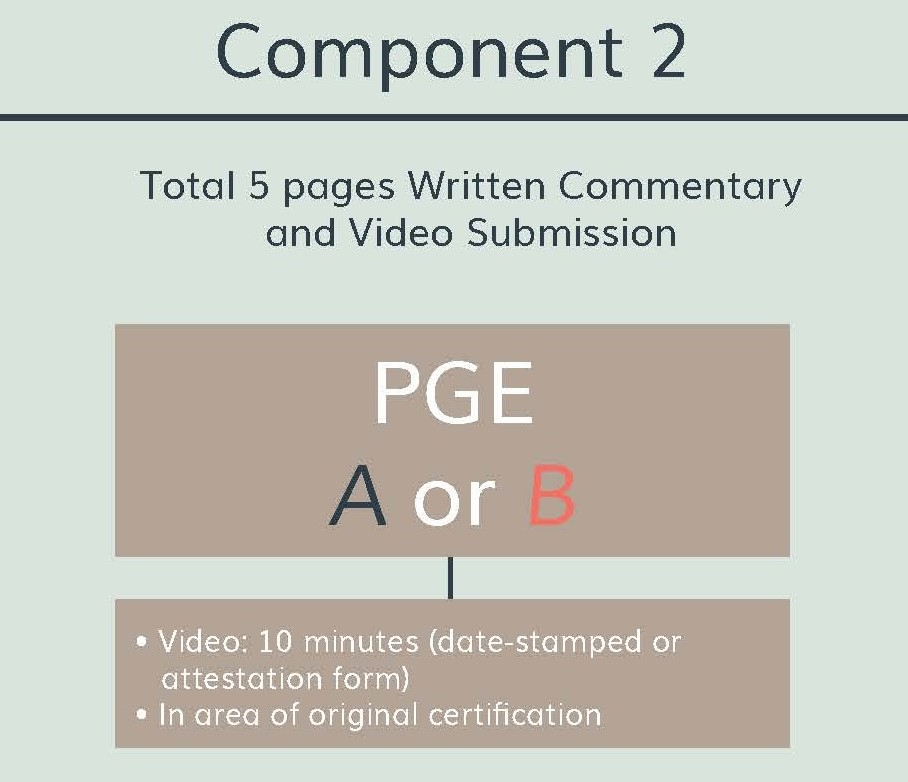 Component 2
Total 5 pages Written Commentary
and Video Submission
PGE
A or B
• Video: 10 minutes (date-stamped or
attestation form)
• In area of original certification